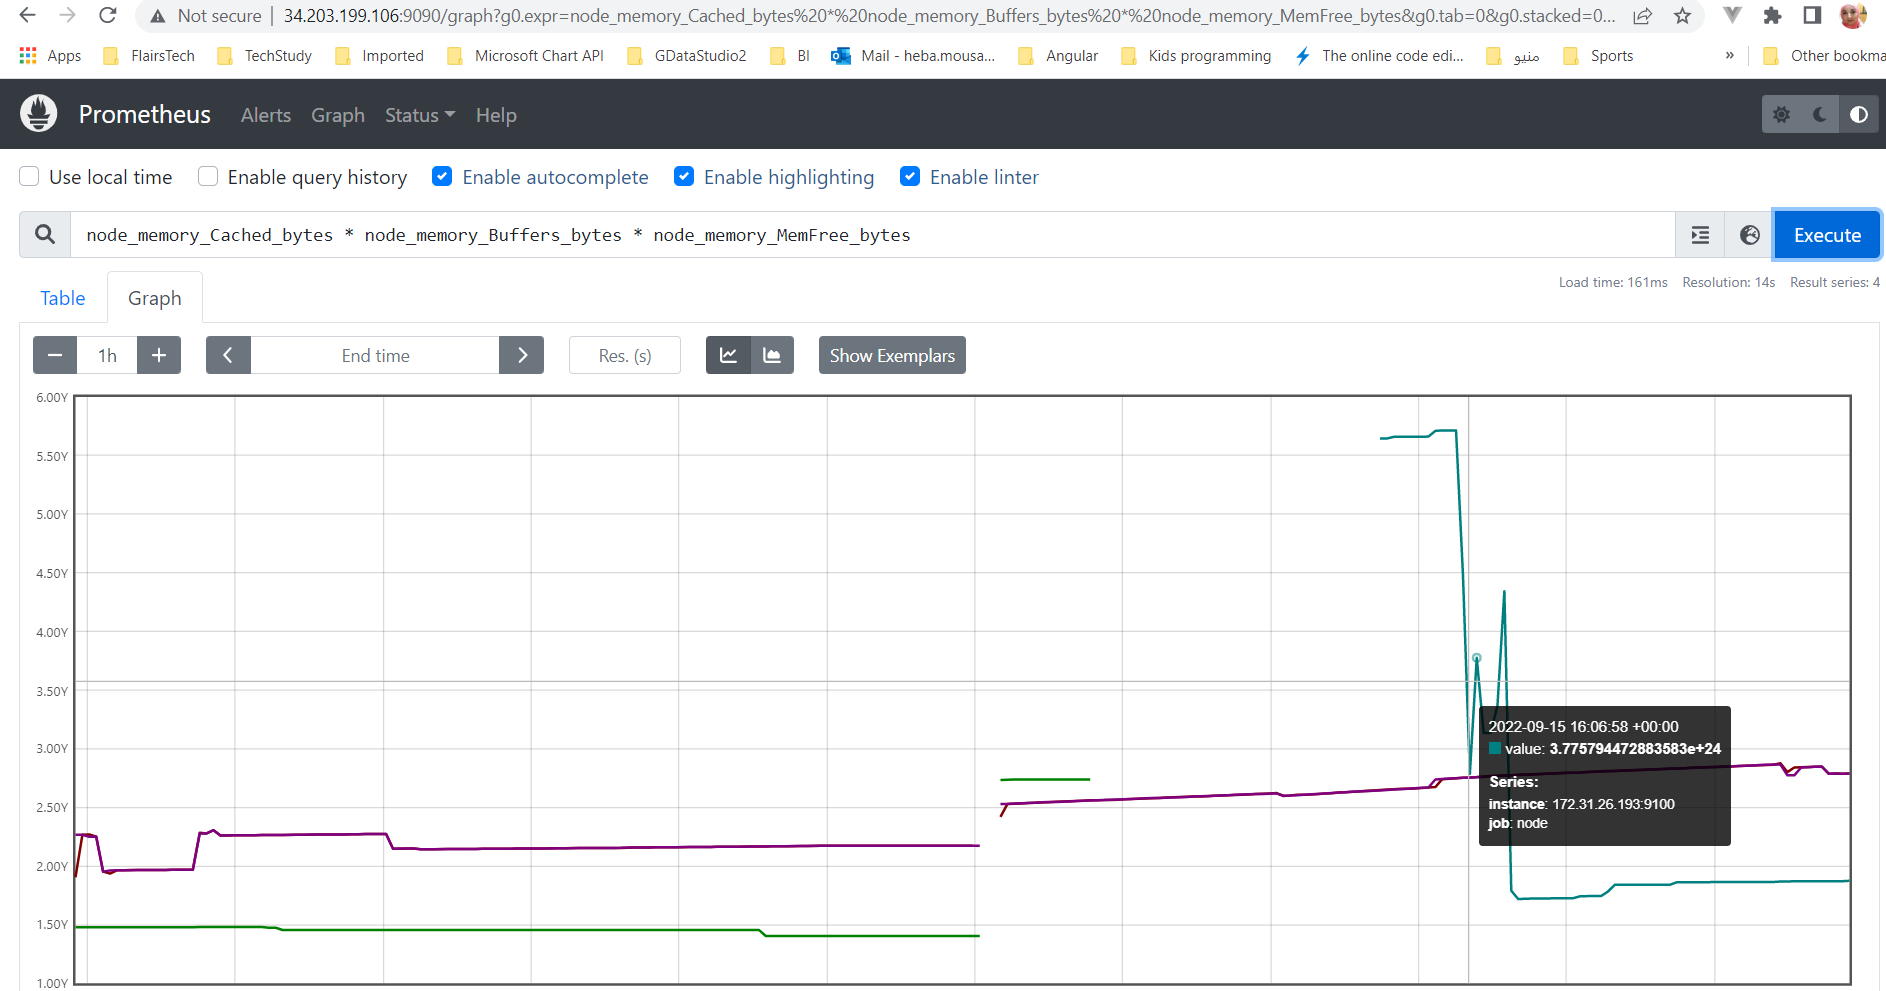 Not secure | 34.203.199.106:9090/graph?g0.expr=node_memory_Cached_bytes%20*%20node_memory_Buffers_bytes%20*%20node_memory_MemFree_bytes&g0.tab=0&g0.stacked=0...
Apps FlairsTech TechStudy Imported Microsoft Chart API GDataStudio2 BI Mail - heba.mousa... Angular Kids programming The online code edi... منيو Sports » Other bookma
Prometheus Alerts Graph Status Help
Use local time Enable query history Enable autocomplete Enable highlighting Enable linter
node_memory_Cached_bytes * node_memory_Buffers_bytes * node_memory_MemFree_bytes Execute
Load time: 161ms Resolution: 14s Result series: 4
Table Graph
1h End time Res. (s) Show Exemplars
6.00Y
5.50Y
5.00Y
4.50Y
4.00Y
3.50Y
3.00Y
2.50Y
2.00Y
1.50Y
1.00Y
2022-09-15 16:06:58 +00:00
value: 3.775794472883583e+24
Series:
instance: 172.31.26.193:9100
job: node